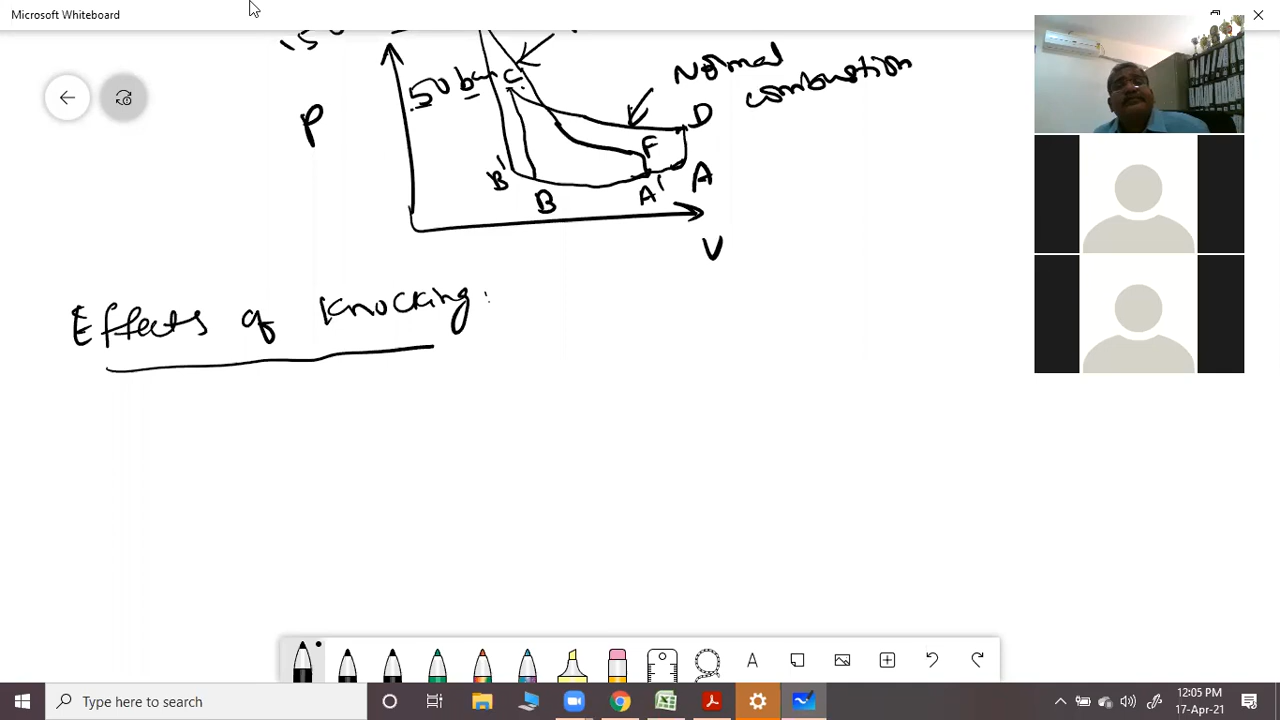 Microsoft Whiteboard
150
50 bar
C
Normal
combustion
P
D
F
B'
B
A'
A
V
Effects of Knocking:
A
Type here to search
12:05 PM
17-Apr-21